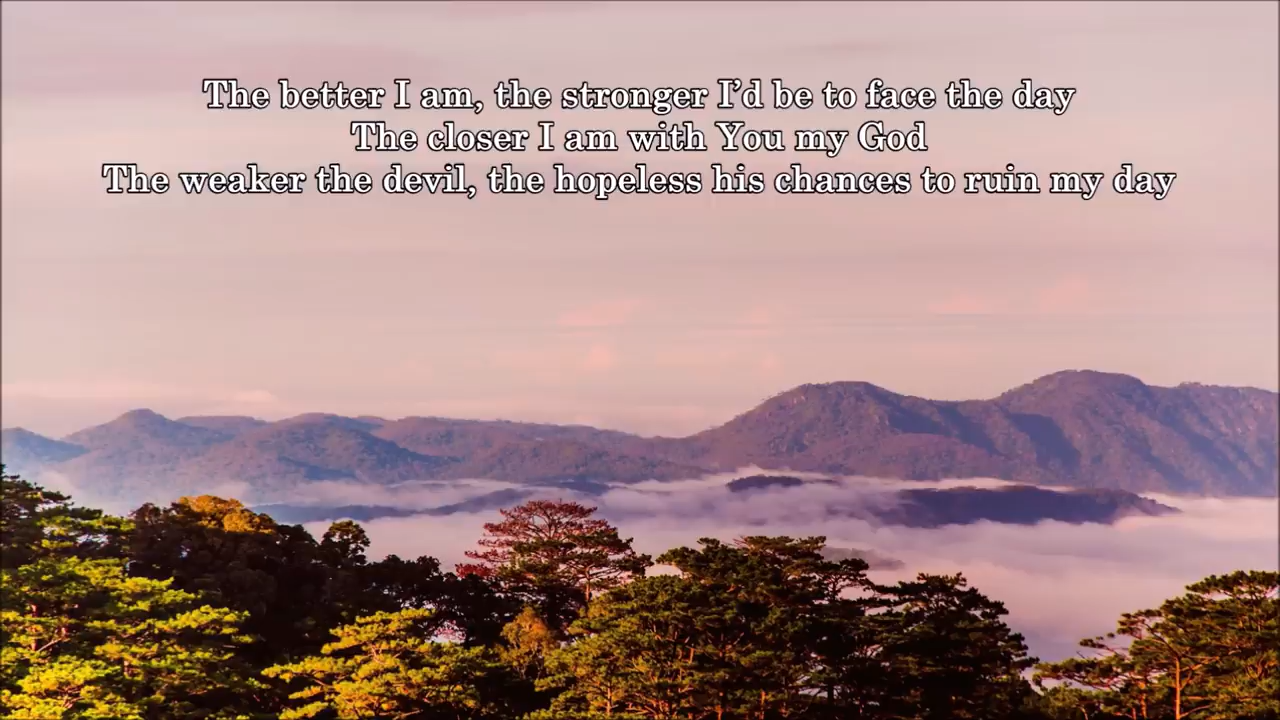 The better I am, the stronger I’d be to face the day
The closer I am with You my God
The weaker the devil, the hopeless his chances to ruin my day